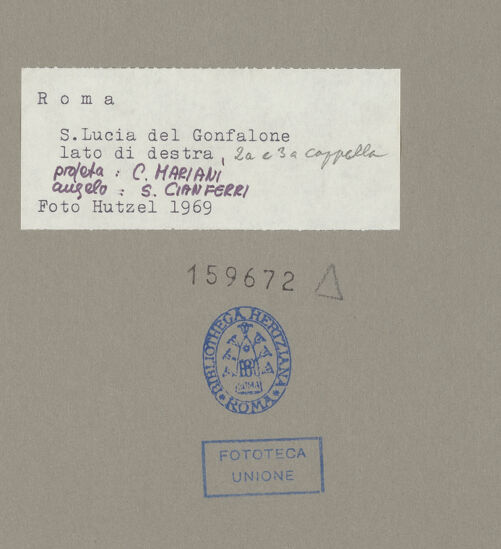 Roma
S.Lucia del Gonfalone
lato di destra, 2a e 3a cappella
profeta : C. MARIANI
angelo : S. CIANFERRI
Foto Hutzel 1969
159672
BIBLIOTHECA HERTZIANA
ROMA
FOTOTECA
UNIONE